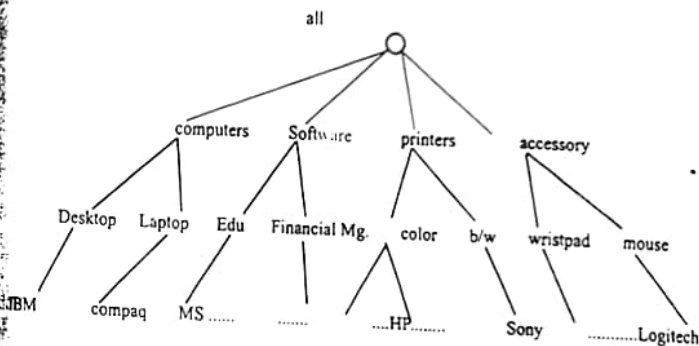 all
computers Software printers accessory
Desktop Laptop Edu Financial Mg. color b/w wristpad mouse
IBM compaq MS ...... ...... ....HP........ Sony ...........Logitech